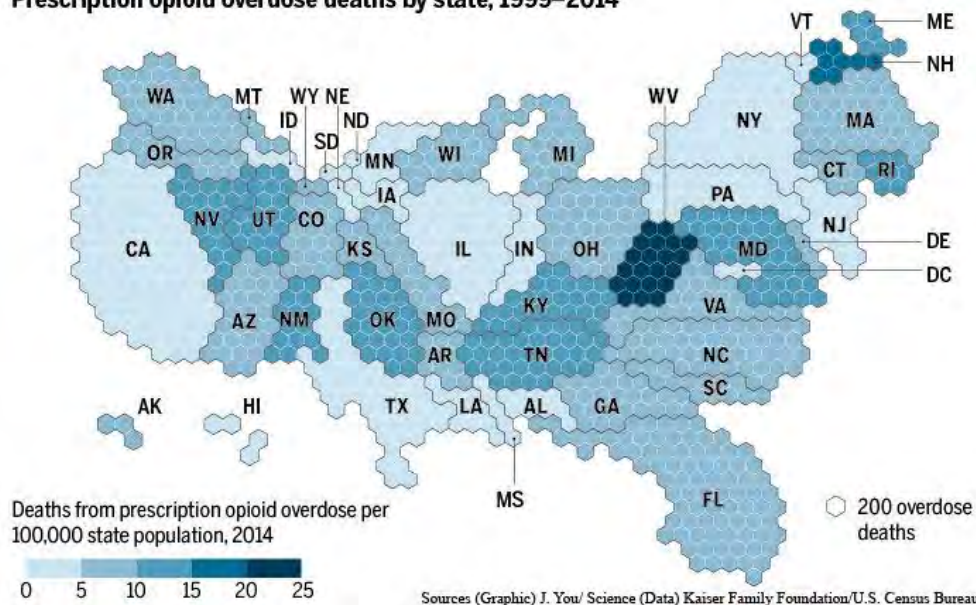 Prescription opioid overdose deaths by state, 1999–2014
VT
ME
NH
WA
MT
ID
WY
NE
SD
ND
MN
WI
MI
WV
NY
MA
OR
IA
CT
RI
PA
NV
UT
CO
KS
CA
IL
IN
OH
MD
NJ
DE
DC
AZ
NM
OK
MO
KY
VA
AR
TN
NC
SC
AK
HI
TX
LA
AL
GA
MS
FL
Deaths from prescription opioid overdose per
100,000 state population, 2014
0 5 10 15 20 25
200 overdose
deaths
Sources (Graphic) J. You/ Science (Data) Kaiser Family Foundation/U.S. Census Bureau